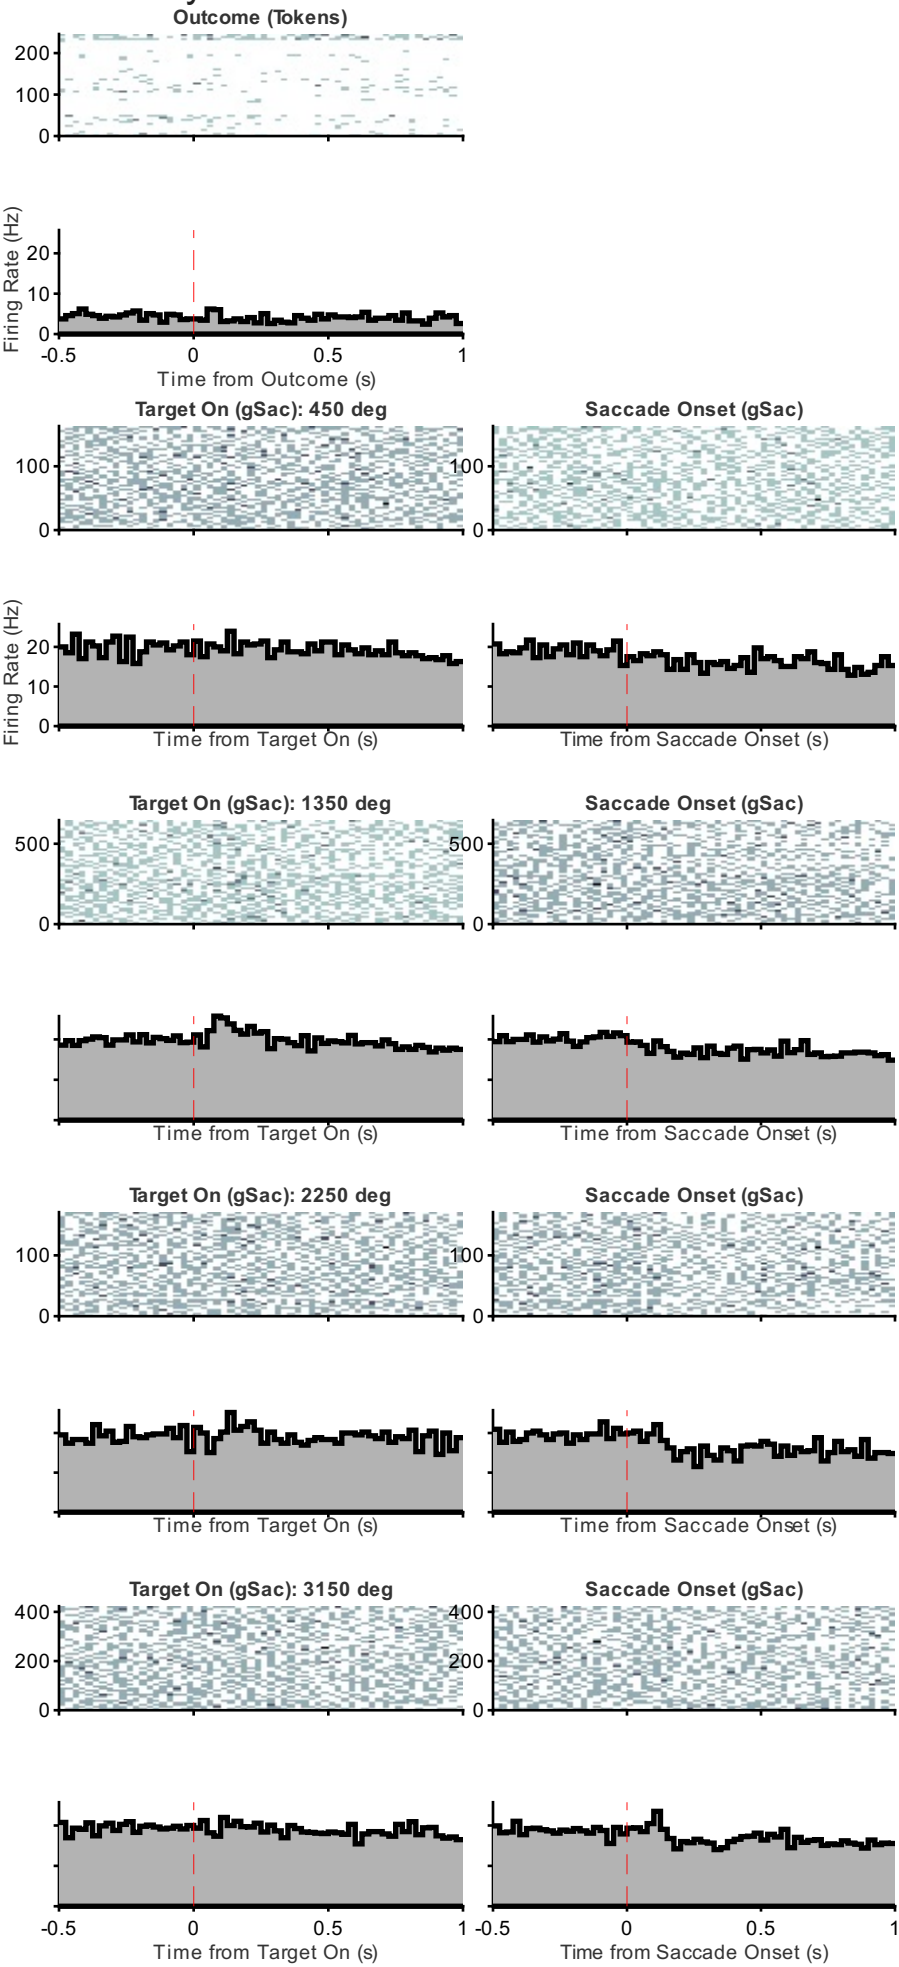 y
Outcome (Tokens)
200
100
0
Firing Rate (Hz)
20
10
0
-0.5 0 0.5 1
Time from Outcome (s)
Target On (gSac): 450 deg Saccade Onset (gSac)
100 100
0 0
Firing Rate (Hz)
20
10
0
Time from Target On (s) Time from Saccade Onset (s)
Target On (gSac): 1350 deg Saccade Onset (gSac)
500 500
0 0
Time from Target On (s) Time from Saccade Onset (s)
Target On (gSac): 2250 deg Saccade Onset (gSac)
100 100
0 0
Time from Target On (s) Time from Saccade Onset (s)
Target On (gSac): 3150 deg Saccade Onset (gSac)
400 400
200 200
0 0
-0.5 0 0.5 1 -0.5 0 0.5 1
Time from Target On (s) Time from Saccade Onset (s)